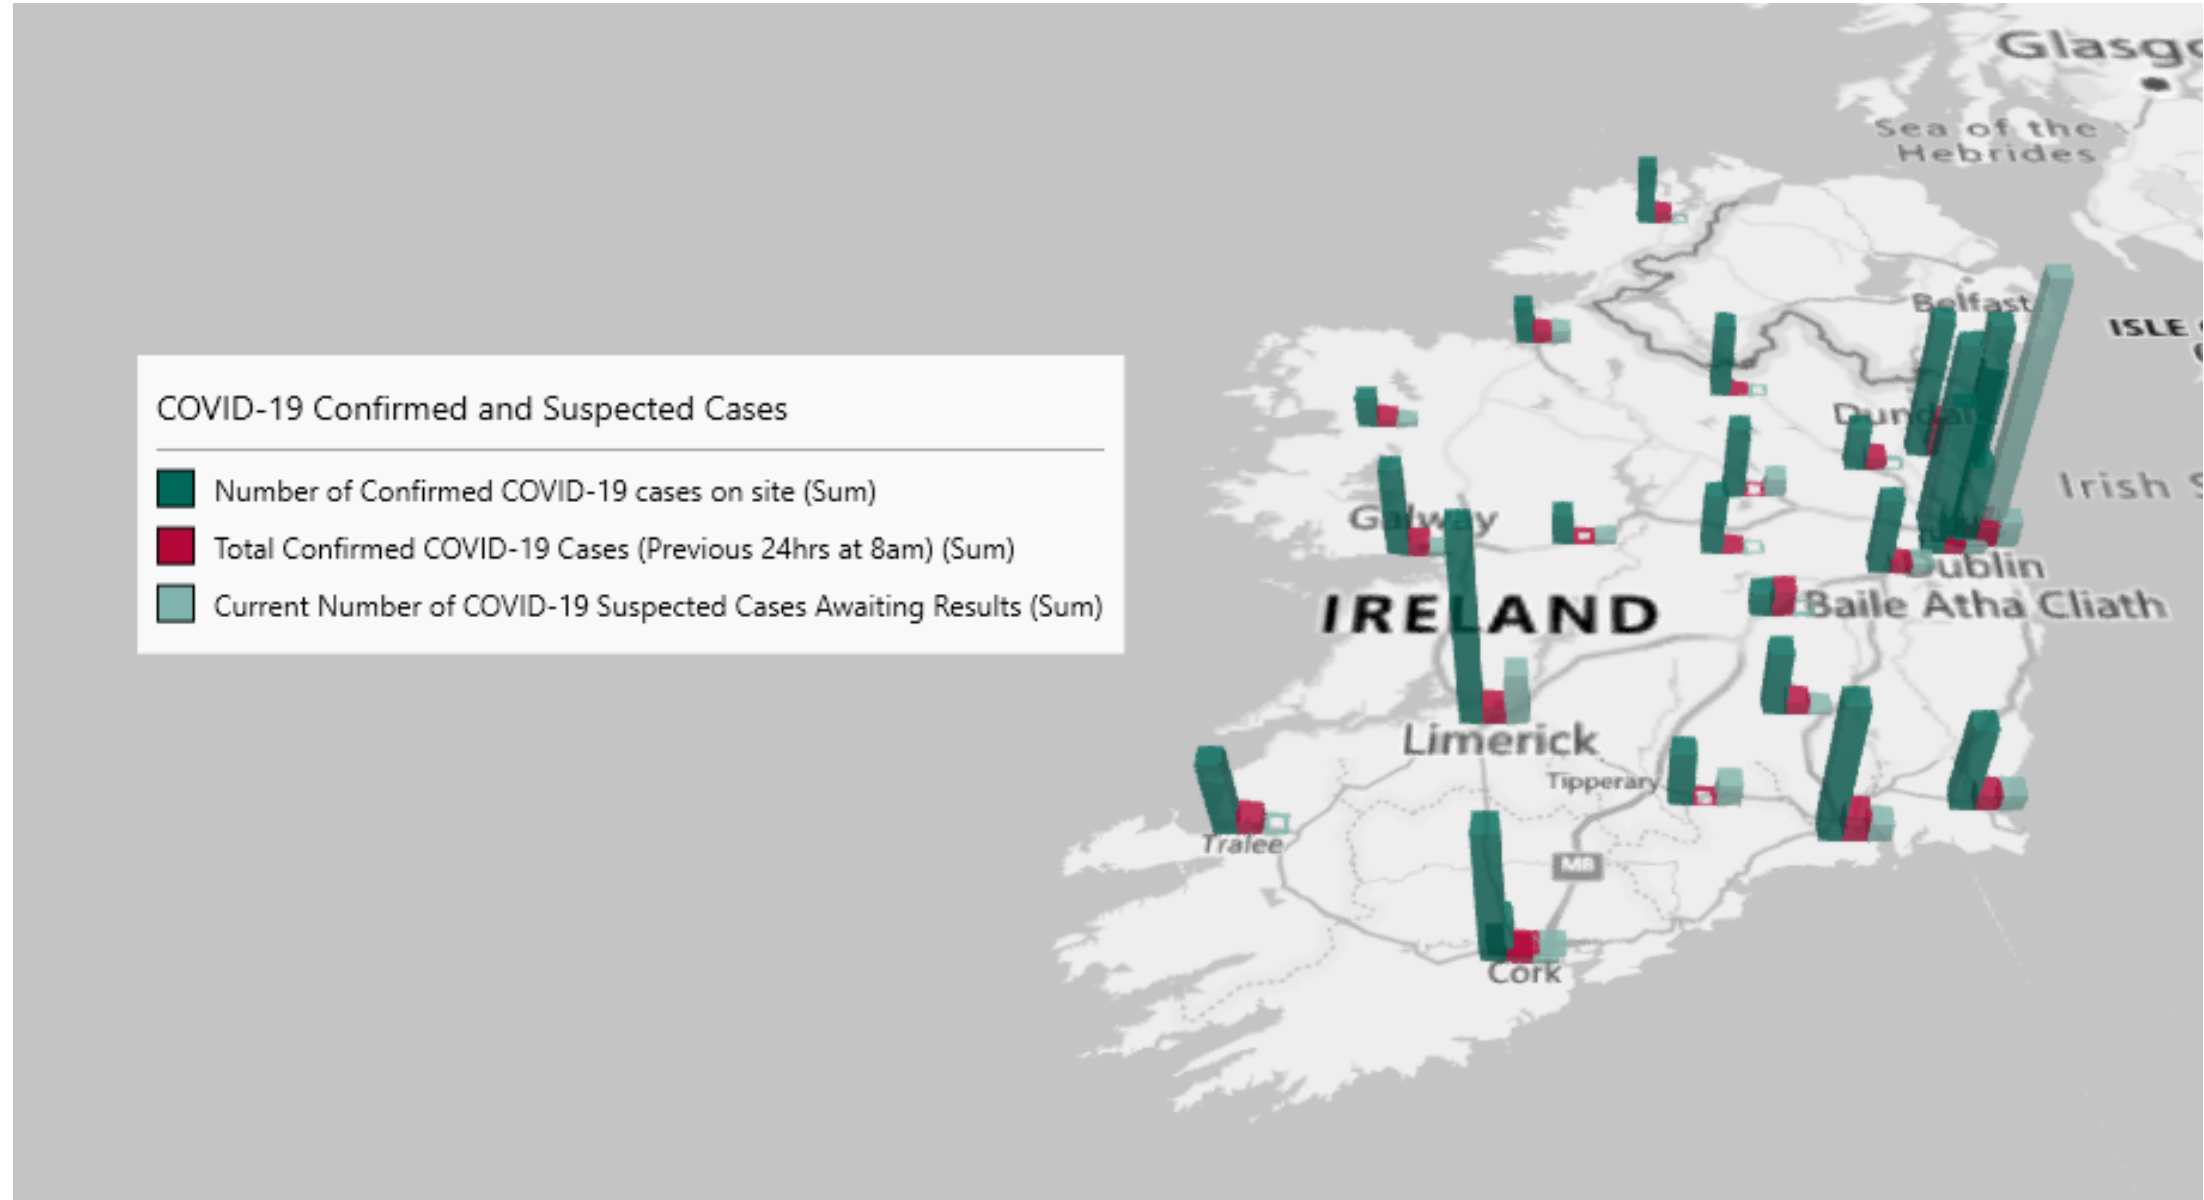 COVID-19 Confirmed and Suspected Cases
Number of Confirmed COVID-19 cases on site (Sum)
Total Confirmed COVID-19 Cases (Previous 24hrs at 8am) (Sum)
Current Number of COVID-19 Suspected Cases Awaiting Results (Sum)
Sea of the
Hebrides
Belfast
ISLE
Irish
Galway
IRELAND
Dublin
Baile Atha Cliath
Limerick
Tipperary
Tralee
M8
Cork